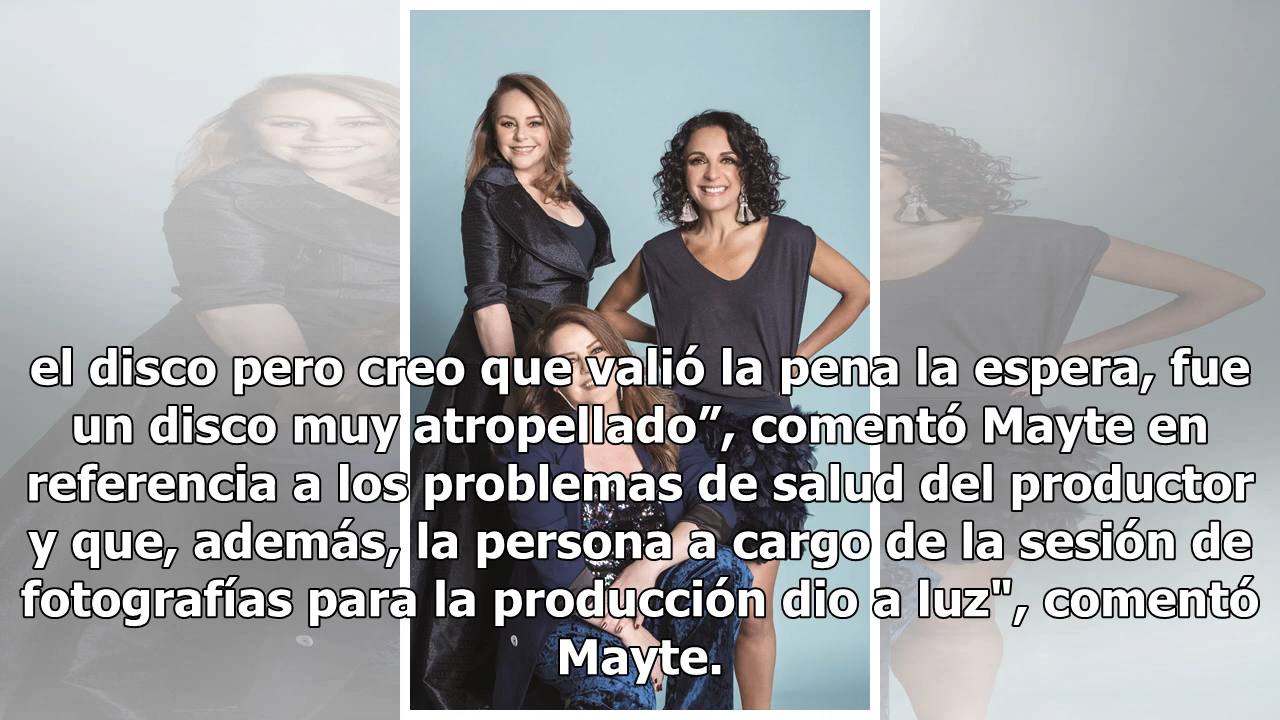 el disco pero creo que valió la pena la espera, fue
un disco muy atropellado”, comentó Mayte en
referencia a los problemas de salud del productor
y que, además, la persona a cargo de la sesión de
fotografías para la producción dio a luz", comentó
Mayte.